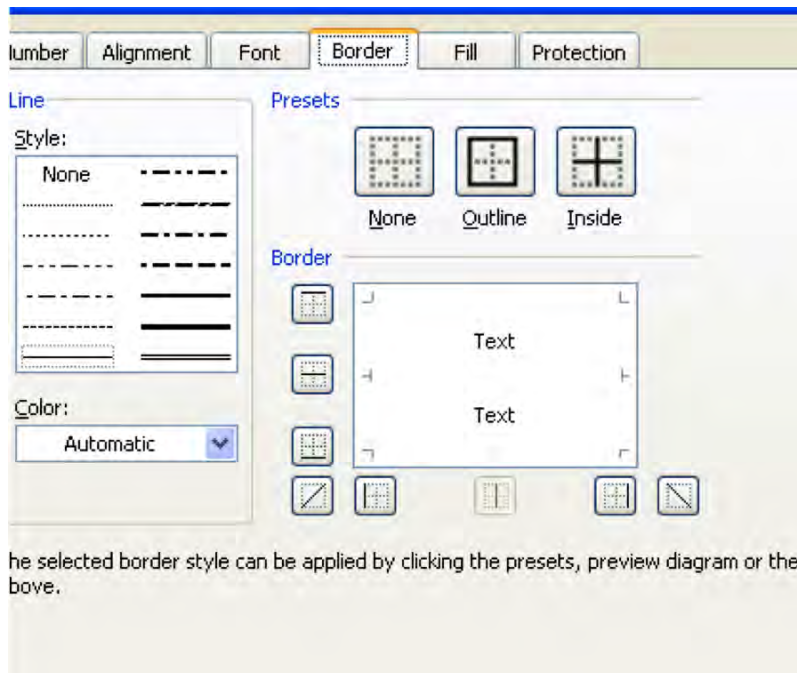 lumber Alignment Font Border Fill Protection
Line
Style:
None
Color:
Automatic
Presets
None Outline Inside
Border
Text
Text
he selected border style can be applied by clicking the presets, preview diagram or the
bove.